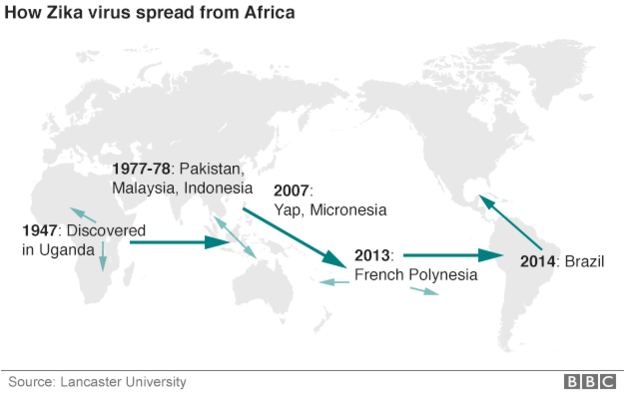 How Zika virus spread from Africa
1977-78: Pakistan,
Malaysia, Indonesia
2007:
Yap, Micronesia
1947: Discovered
in Uganda
2013:
French Polynesia
2014: Brazil
Source: Lancaster University
BBC